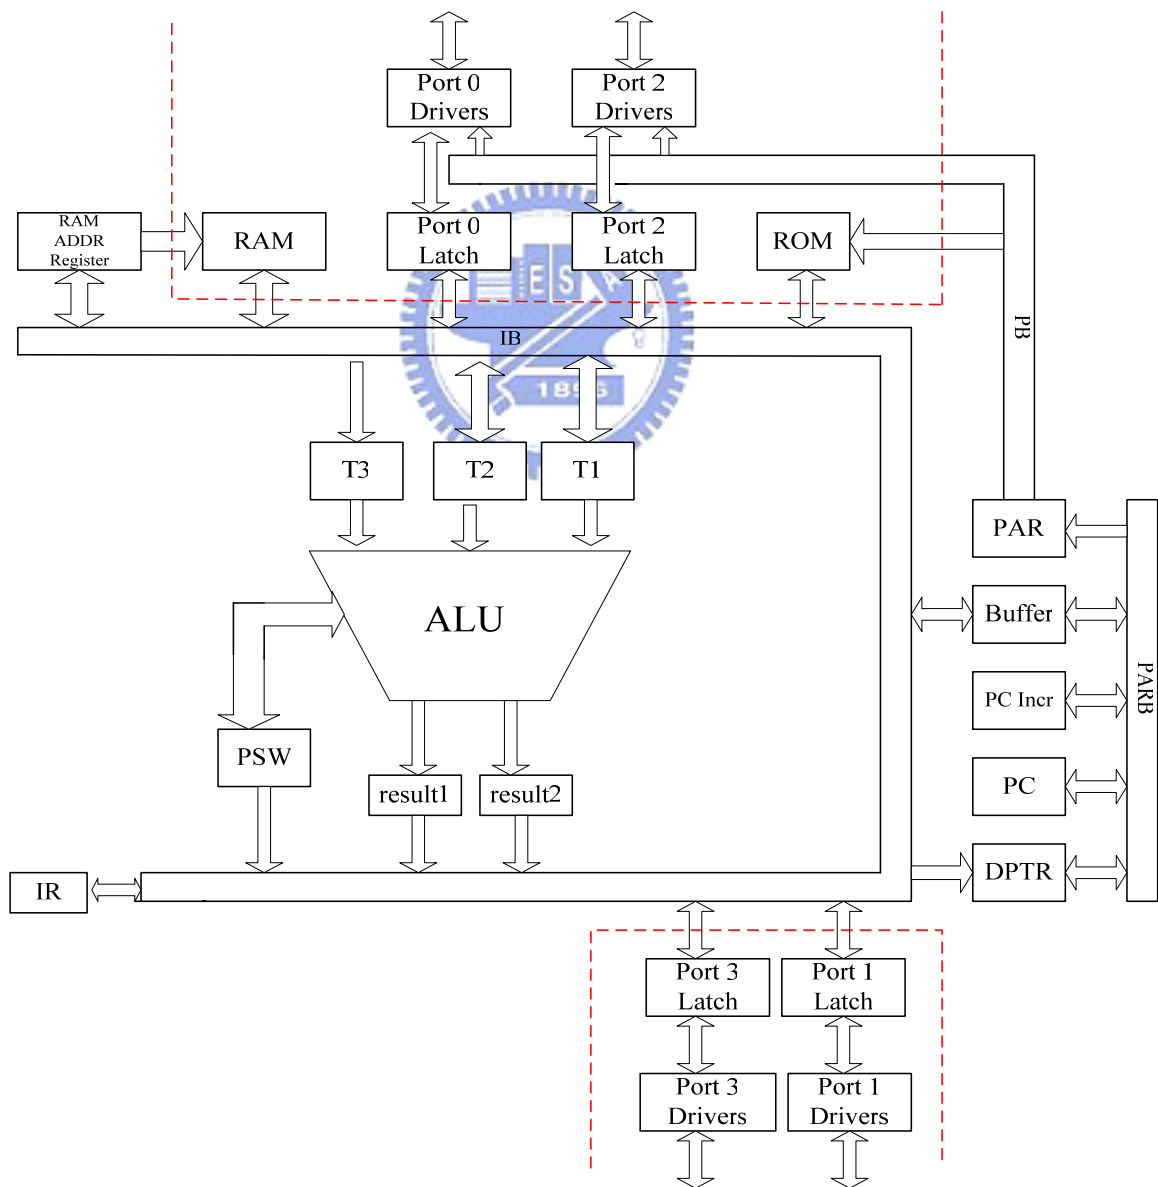 Port 0
Drivers
Port 2
Drivers
RAM
ADDR
Register
RAM
Port 0
Latch
Port 2
Latch
ROM
E S A
PB
IB
1896
T3
T2
T1
PAR
ALU
Buffer
PC Incr
PARB
PSW
result1
result2
PC
IR
DPTR
Port 3
Latch
Port 1
Latch
Port 3
Drivers
Port 1
Drivers